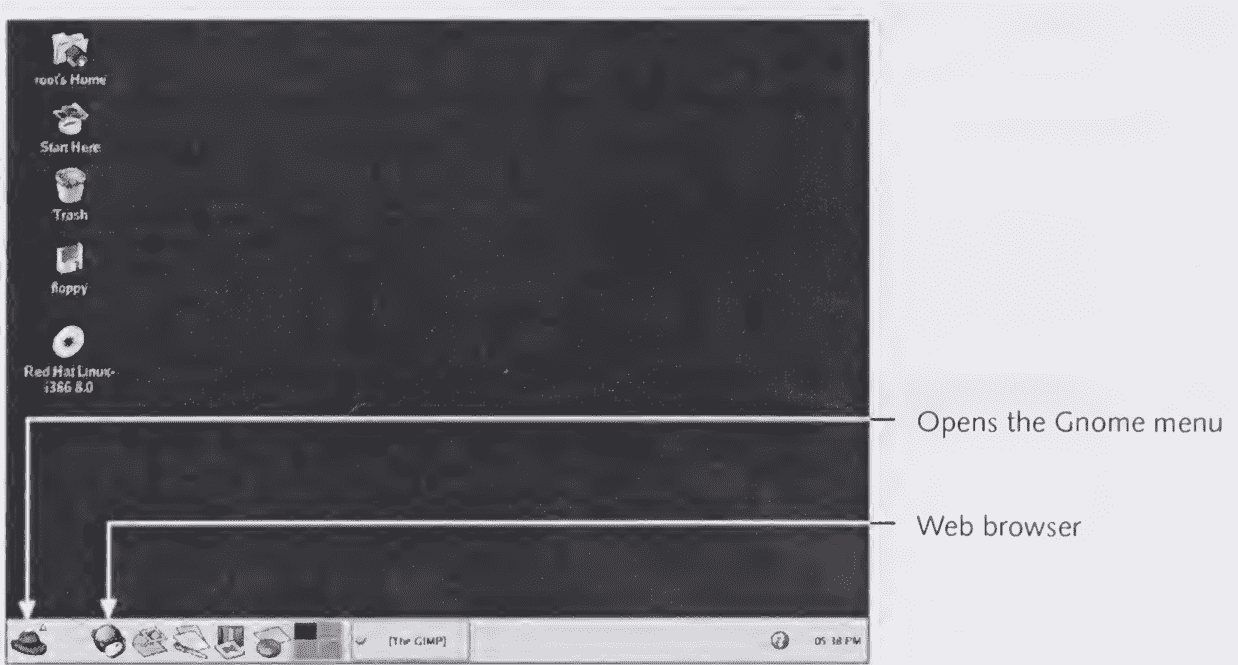 root's Home
Start Here
Trash
floppy
Red Hat Linux-
i386 8.0
Opens the Gnome menu
Web browser
[The GIMP]
05:38 PM